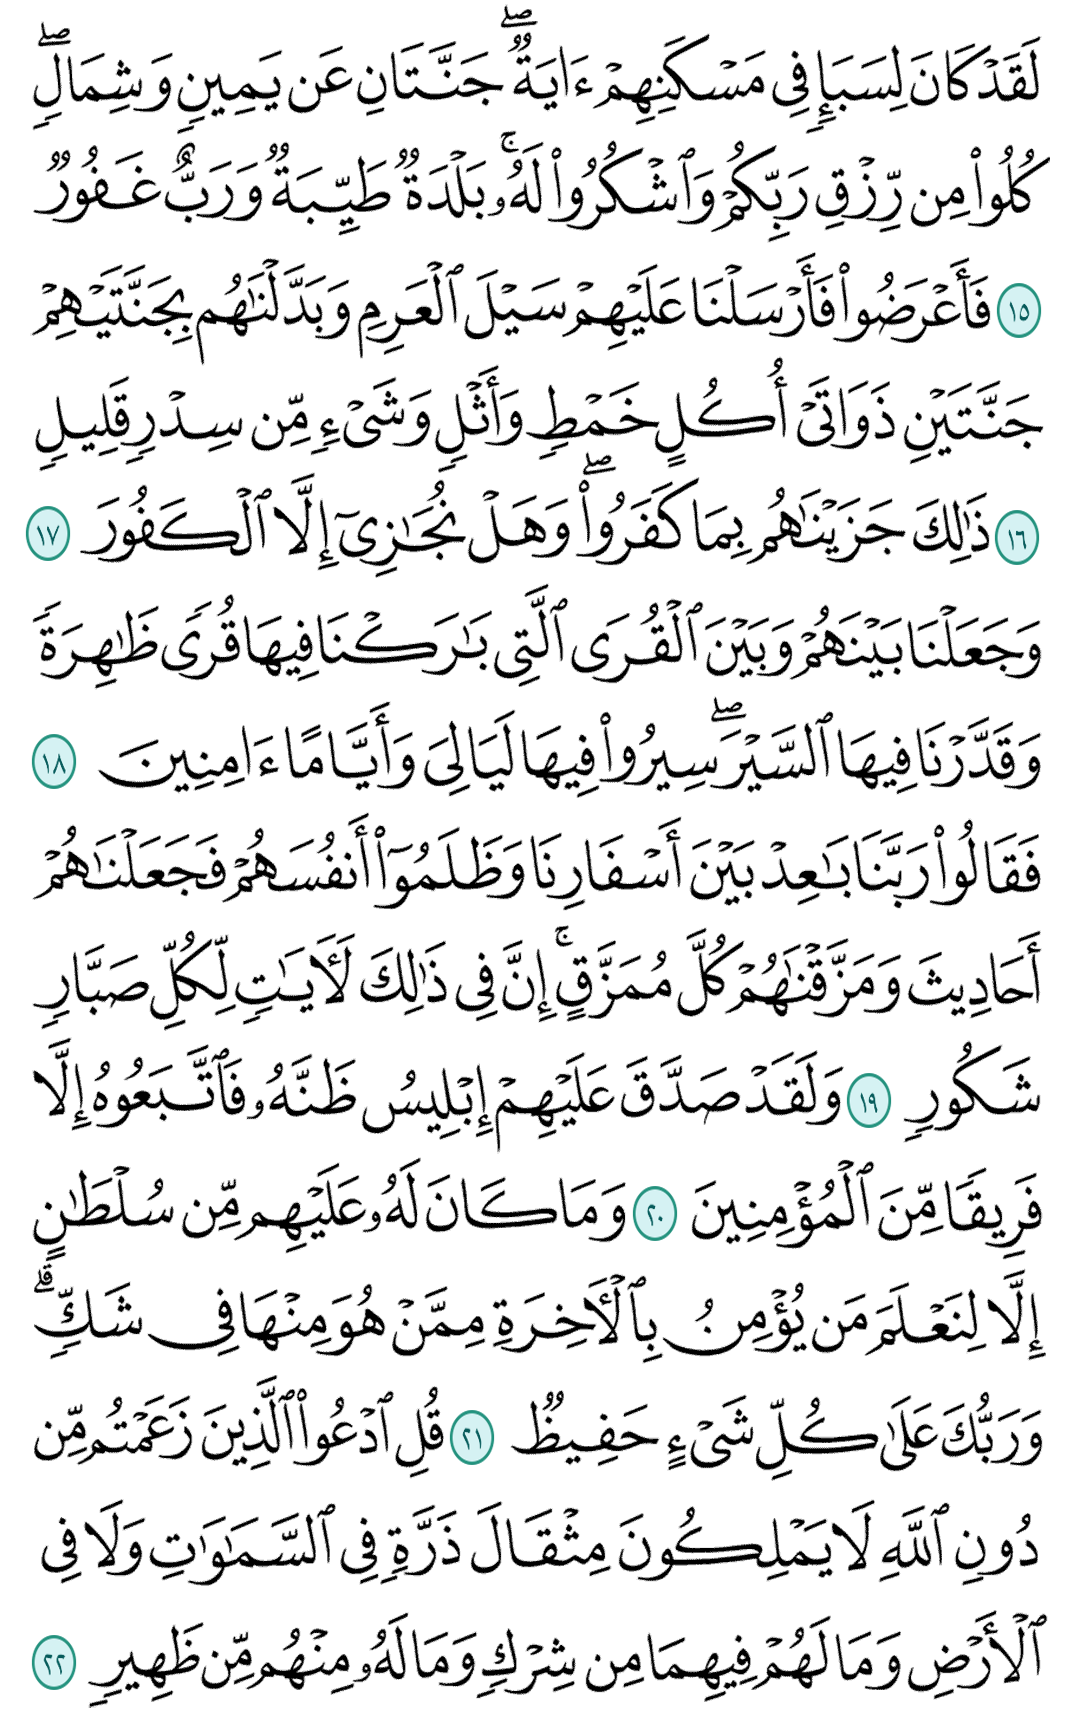 لَقَدْ كَانَ لِسَبَإٍ فِي مَسْكَنِهِمْ ءَايَةٌ ۖ جَنَّتَانِ عَن يَمِينٍ وَشِمَالٍ ۖ
كُلُوا۟ مِن رِّزْقِ رَبِّكُمْ وَٱشْكُرُوا۟ لَهُۥ ۚ بَلْدَةٌ طَيِّبَةٌ وَرَبٌّ غَفُورٌ
١٥ فَأَعْرَضُوا۟ فَأَرْسَلْنَا عَلَيْهِمْ سَيْلَ ٱلْعَرِمِ وَبَدَّلْنَٰهُم بِجَنَّتَيْهِمْ
جَنَّتَيْنِ ذَوَاتَىْ أُكُلٍ خَمْطٍ وَأَثْلٍ وَشَىْءٍ مِّن سِدْرٍ قَلِيلٍ
١٦ ذَٰلِكَ جَزَيْنَٰهُم بِمَا كَفَرُوا۟ ۖ وَهَلْ نُجَٰزِىٓ إِلَّا ٱلْكَفُورَ ١٧
وَجَعَلْنَا بَيْنَهُمْ وَبَيْنَ ٱلْقُرَى ٱلَّتِى بَٰرَكْنَا فِيهَا قُرًى ظَٰهِرَةً
وَقَدَّرْنَا فِيهَا ٱلسَّيْرَ ۖ سِيرُوا۟ فِيهَا لَيَالِىَ وَأَيَّامًا ءَامِنِينَ ١٨
فَقَالُوا۟ رَبَّنَا بَٰعِدْ بَيْنَ أَسْفَارِنَا وَظَلَمُوٓا۟ أَنفُسَهُمْ فَجَعَلْنَٰهُمْ
أَحَادِيثَ وَمَزَّقْنَٰهُمْ كُلَّ مُمَزَّقٍ ۚ إِنَّ فِى ذَٰلِكَ لَـَٔايَٰتٍ لِّكُلِّ صَبَّارٍ
شَكُورٍ ١٩ وَلَقَدْ صَدَّقَ عَلَيْهِمْ إِبْلِيسُ ظَنَّهُۥ فَٱتَّبَعُوهُ إِلَّا
فَرِيقًا مِّنَ ٱلْمُؤْمِنِينَ ٢٠ وَمَا كَانَ لَهُۥ عَلَيْهِم مِّن سُلْطَٰنٍ
إِلَّا لِنَعْلَمَ مَن يُؤْمِنُ بِٱلْـَٔاخِرَةِ مِمَّنْ هُوَ مِنْهَا فِى شَكٍّ ۗ
وَرَبُّكَ عَلَىٰ كُلِّ شَىْءٍ حَفِيظٌ ٢١ قُلِ ٱدْعُوا۟ ٱلَّذِينَ زَعَمْتُم مِّن
دُونِ ٱللَّهِ لَا يَمْلِكُونَ مِثْقَالَ ذَرَّةٍ فِى ٱلسَّمَٰوَٰتِ وَلَا فِى
ٱلْأَرْضِ وَمَا لَهُمْ فِيهِمَا مِن شِرْكٍ وَمَا لَهُۥ مِنْهُم مِّن ظَهِيرٍ ٢٢